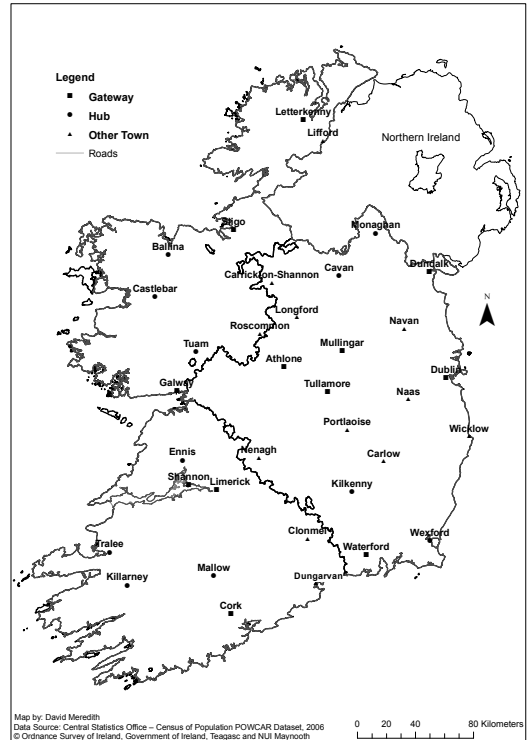 Legend
Gateway
Hub
Other Town
Roads
Letterkenny
Lifford
Northern Ireland
Sligo
Monaghan
Ballina
Cavan
Dundalk
Carrick-on-Shannon
Castlebar
N
Longford
Navan
Roscommon
Tuam
Mullingar
Athlone
Dublin
Galway
Tullamore
Naas
Portlaoise
Wicklow
Ennis
Nenagh
Carlow
Shannon
Limerick
Kilkenny
Clonmel
Wexford
Tralee
Waterford
Killarney
Mallow
Dungarvan
Cork
Map by: David Meredith
Data Source: Central Statistics Office – Census of Population POWCAR Dataset, 2006
© Ordnance Survey of Ireland, Government of Ireland, Teagasc and NUI Maynooth
0 20 40 80 Kilometers